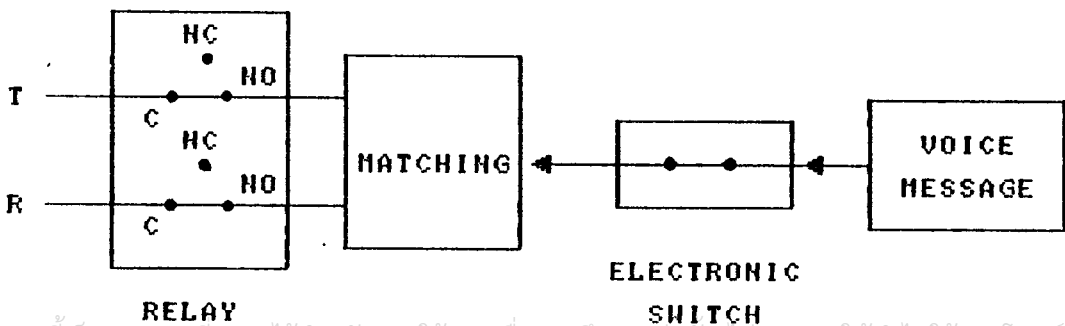 NC
NO
T
C
NC
NO
R
C
RELAY
MATCHING
ELECTRONIC
SWITCH
VOICE
MESSAGE